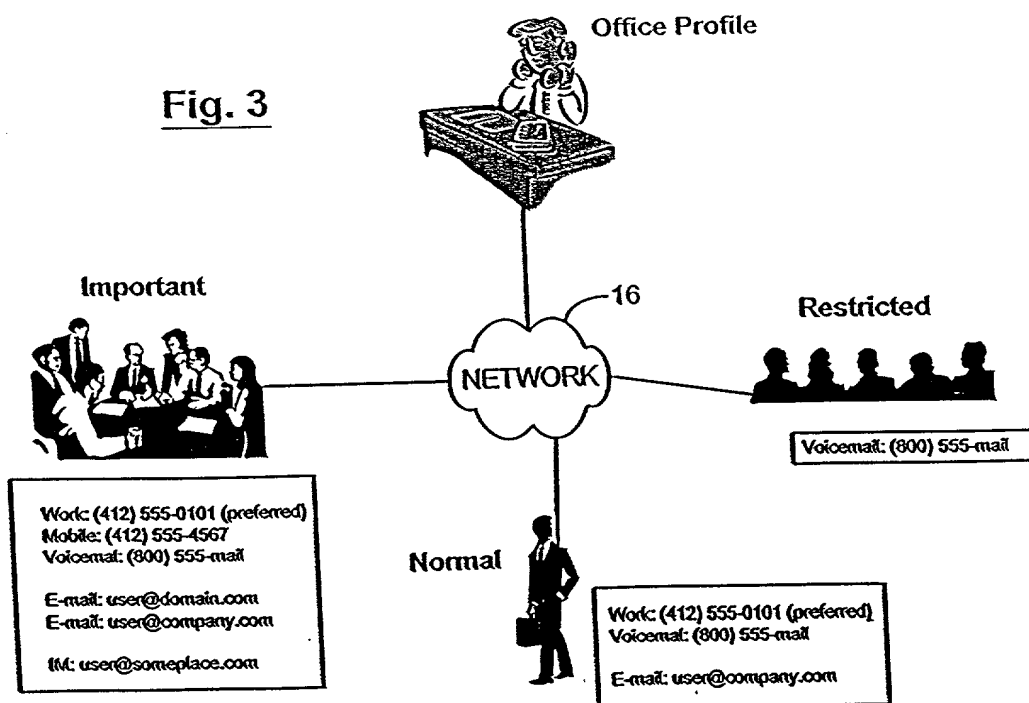 Office Profile
Fig. 3
Important
16
Restricted
NETWORK
Voicemail: (800) 555-mail
Work: (412) 555-0101 (preferred)
Mobile: (412) 555-4567
Voicemal: (800) 555-mail
E-mail: user@domain.com
E-mail: user@company.com
IM: user@someplace.com
Normal
Work: (412) 555-0101 (preferred)
Voicemal: (800) 555-mail
E-mail: user@company.com